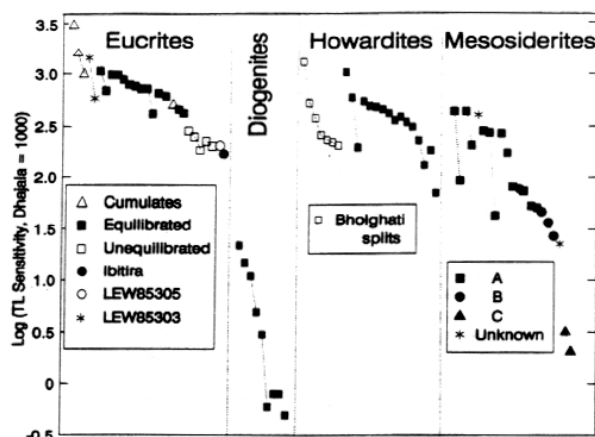 Eucrites
Diogenites
Howardites
Mesosiderites
Log (TL Sensitivity, Dhajala = 1000)
3.5
3.0
2.5
2.0
1.5
1.0
0.5
0
-0.5
Cumulates
Equilibrated
Unequilibrated
Ibitira
LEW85305
LEW85303
Bholghati
splits
A
B
C
Unknown